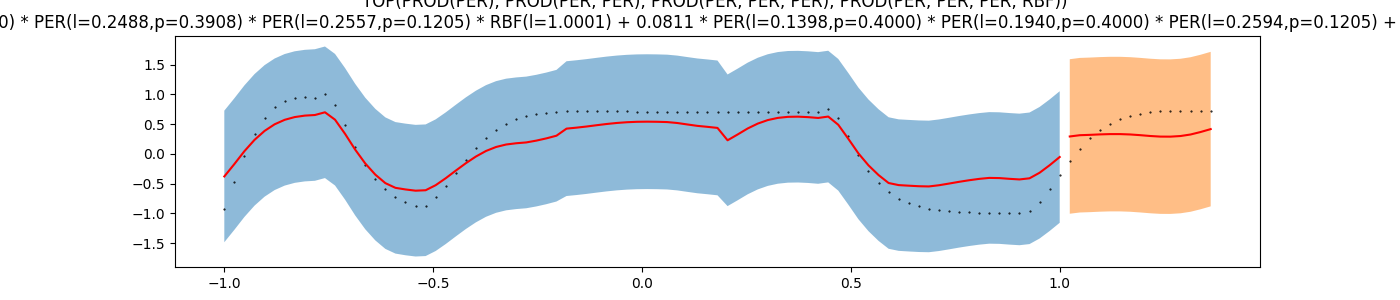 TOP(PROD(PER), PROD(PER, PER), PROD(PER, PER, PER), PROD(PER, PER, PER, RBF))
0) * PER(l=0.2488,p=0.3908) * PER(l=0.2557,p=0.1205) * RBF(l=1.0001) + 0.0811 * PER(l=0.1398,p=0.4000) * PER(l=0.1940,p=0.4000) * PER(l=0.2594,p=0.1205) +
1.5
1.0
0.5
0.0
−0.5
−1.0
−1.5
−1.0 −0.5 0.0 0.5 1.0